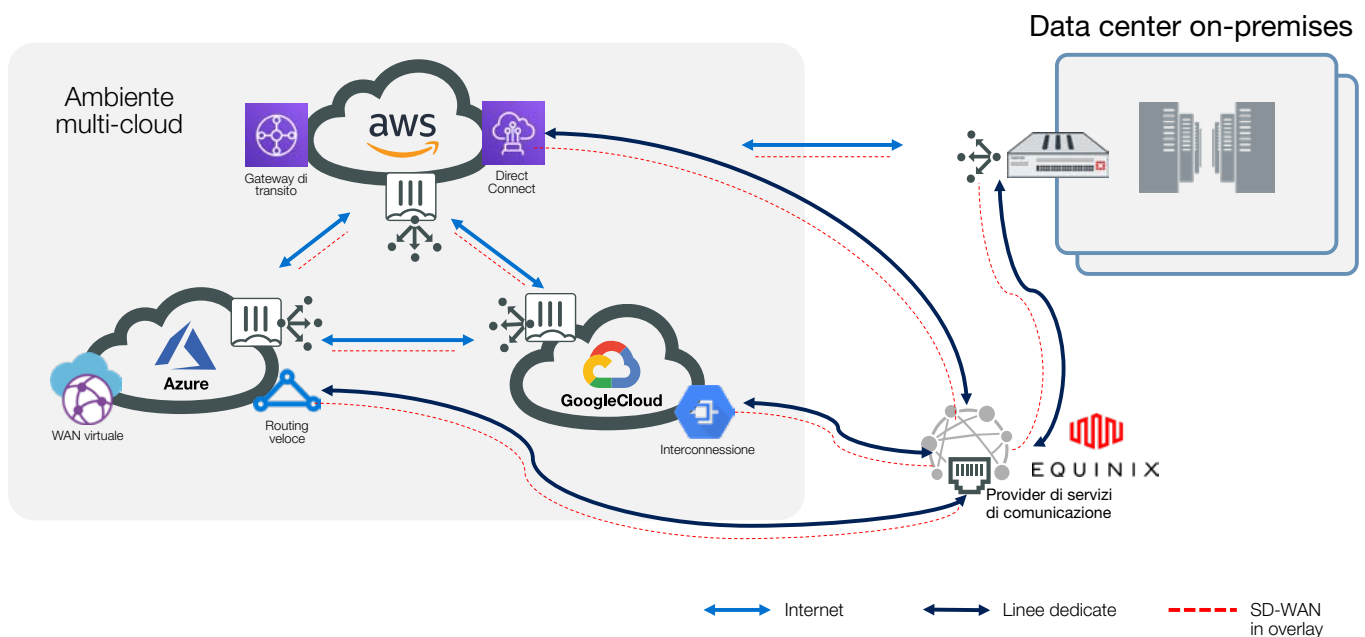 Data center on-premises
Ambiente
multi-cloud
aws
Gateway di
transito
Direct
Connect
Azure
WAN virtuale
Routing
veloce
GoogleCloud
Interconnessione
EQUINIX
Provider di servizi
di comunicazione
Internet
Linee dedicate
SD-WAN
in overlay